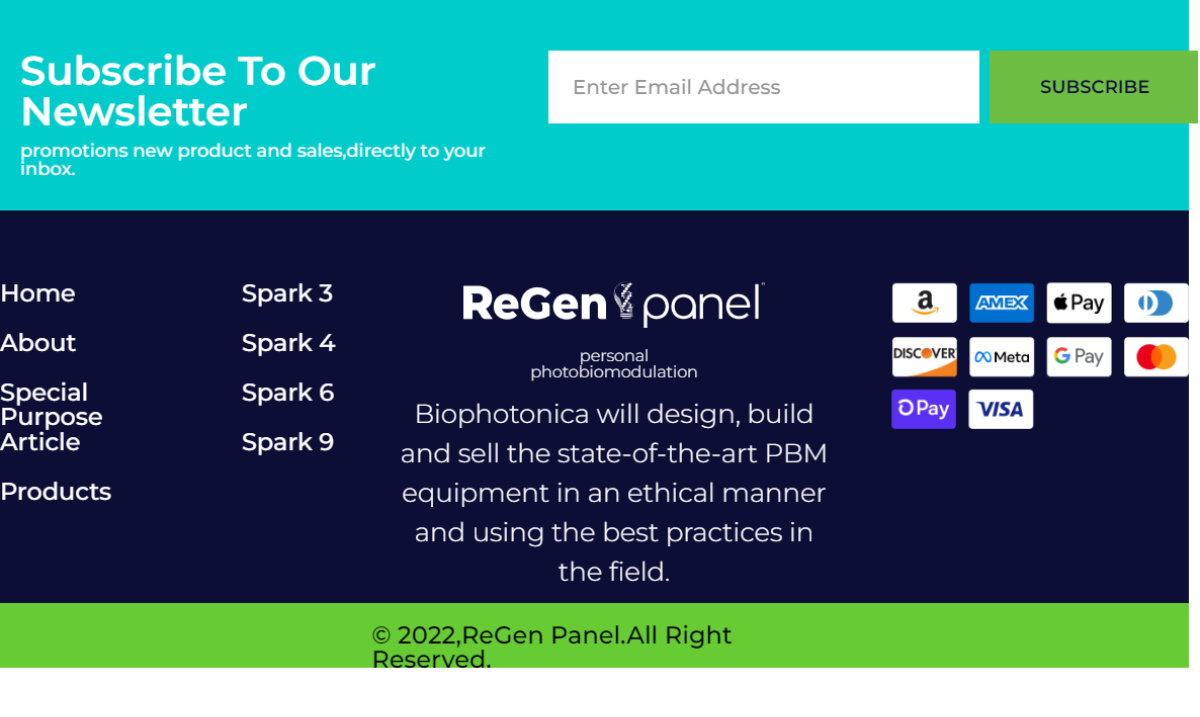 Subscribe To Our
Newsletter
promotions new product and sales,directly to your
inbox.
Enter Email Address
SUBSCRIBE
Home
About
Special
Purpose
Article
Products
Spark 3
Spark 4
Spark 6
Spark 9
ReGen panel
personal
photobiomodulation
Biophotonica will design, build
and sell the state-of-the-art PBM
equipment in an ethical manner
and using the best practices in
the field.
a
AMEX
Pay
DISCOVER
Meta
G Pay
Pay
VISA
© 2022,ReGen Panel.All Right
Reserved.